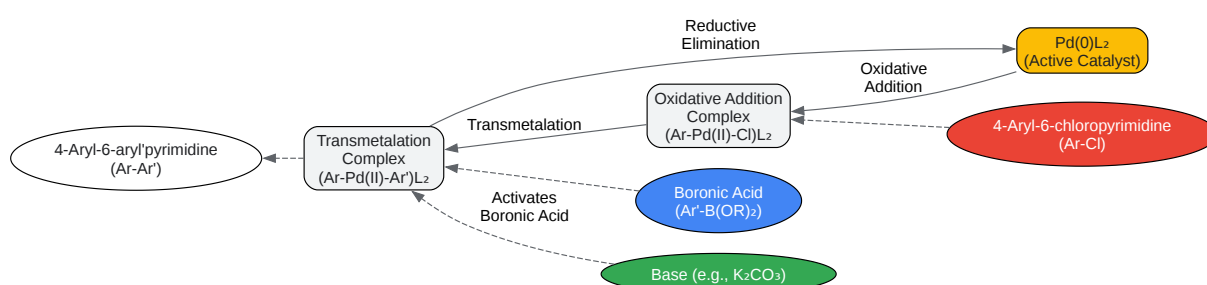 Reductive
Elimination
Pd(0)L₂
(Active Catalyst)
Oxidative
Addition
Oxidative Addition
Complex
(Ar-Pd(II)-Cl)L₂
4-Aryl-6-chloropyrimidine
(Ar-Cl)
Transmetalation
Transmetalation
Complex
(Ar-Pd(II)-Ar')L₂
4-Aryl-6-aryl'pyrimidine
(Ar-Ar')
Boronic Acid
(Ar'-B(OR)₂)
Activates
Boronic Acid
Base (e.g., K₂CO₃)